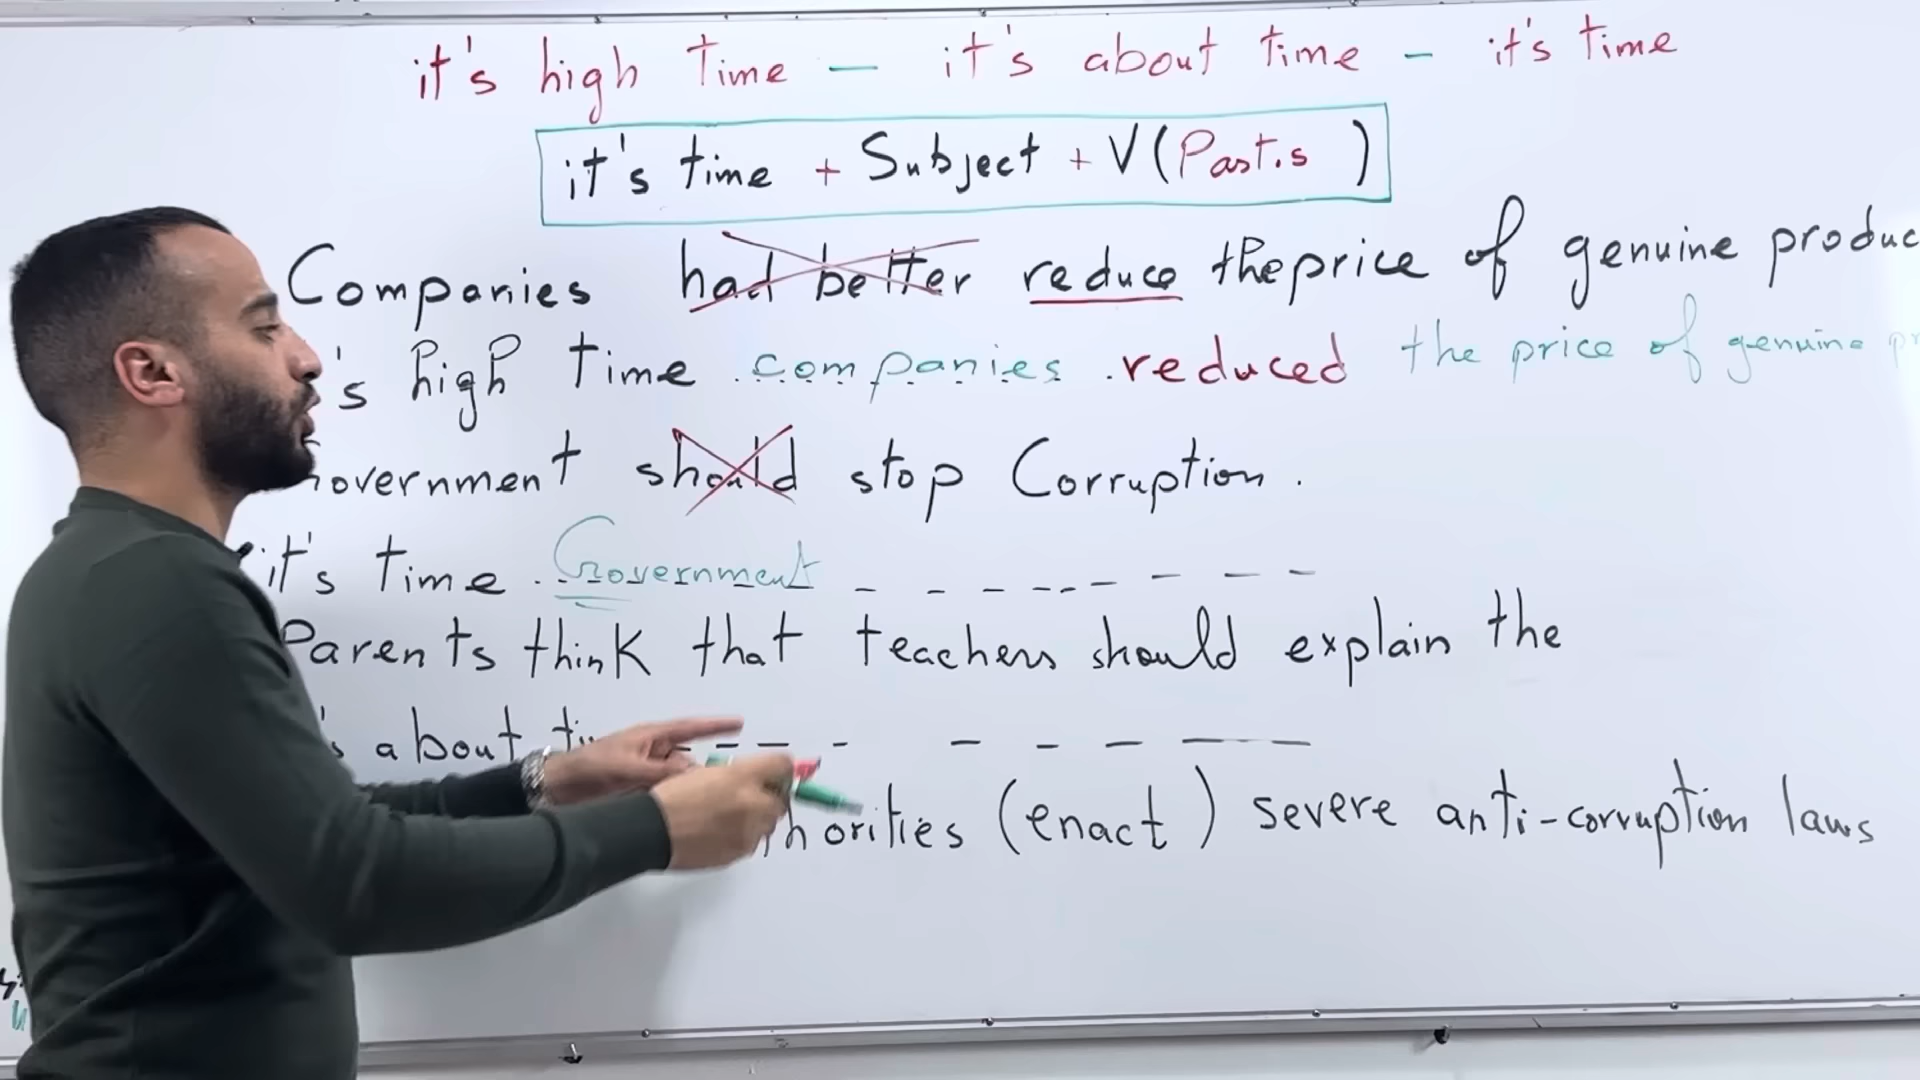 it's high Time — it's about time - it's time
it's time + Subject + V (Past.s )
Companies had better reduce the price of genuine produc
's high time companies reduced the price of genuine pr
overnment should stop Corruption.
it's time Government
Parents think that teachers should explain the
's about
horities (enact) severe anti-corruption laws